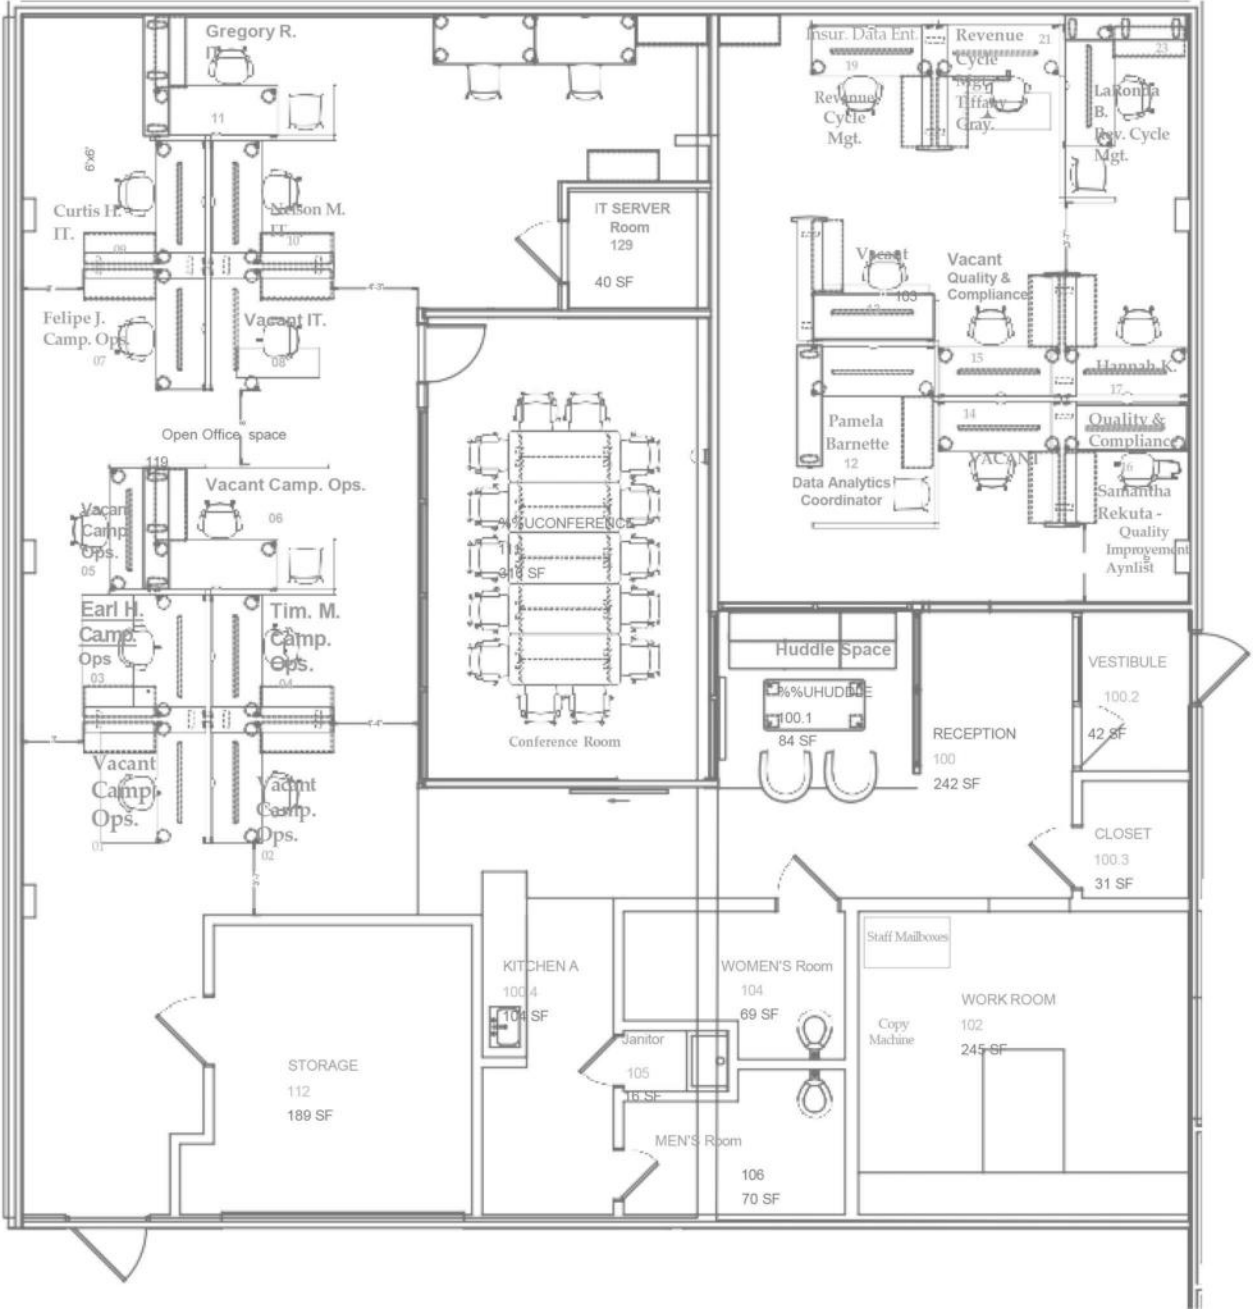 Gregory R.
11
6'x6'
Curtis H.
IT.
09
Nelson M.
IT.
10
Felipe J.
Camp. Ops
07
Vacant IT.
08
Open Office space
119
Vacant Camp. Ops.
06
Vacant
Camp.
Ops.
05
Earl H.
Camp.
Ops
03
Tim. M.
Camp.
Ops.
04
Vacant
Camp.
Ops.
01
Vacant
Camp.
Ops.
02
IT SERVER
Room
129
40 SF
%%UCONFERENCE
Conference Room
Insur. Data Ent.
19
Revenue
Cycle
Mgt.
Revenue
Cycle
Mgt.
Tiffany
Gray.
21
23
LaRonda
B.
Rev. Cycle
Mgt.
Vacant
103
13
Vacant
Quality &
Compliance
15
Hannah K.
17
Quality &
Compliance
14
VACANT
16
Pamela
Barnette
12
Data Analytics
Coordinator
Samantha
Rekuta -
Quality
Improvement
Aynlist
Huddle Space
%%UHUDDLE
100.1
84 SF
RECEPTION
100
242 SF
VESTIBULE
100.2
42 SF
CLOSET
100.3
31 SF
Staff Mailboxes
WORK ROOM
102
245 SF
Copy
Machine
WOMEN'S Room
104
69 SF
KITCHEN A
100.4
104 SF
Janitor
105
16 SF
MEN'S Room
106
70 SF
STORAGE
112
189 SF